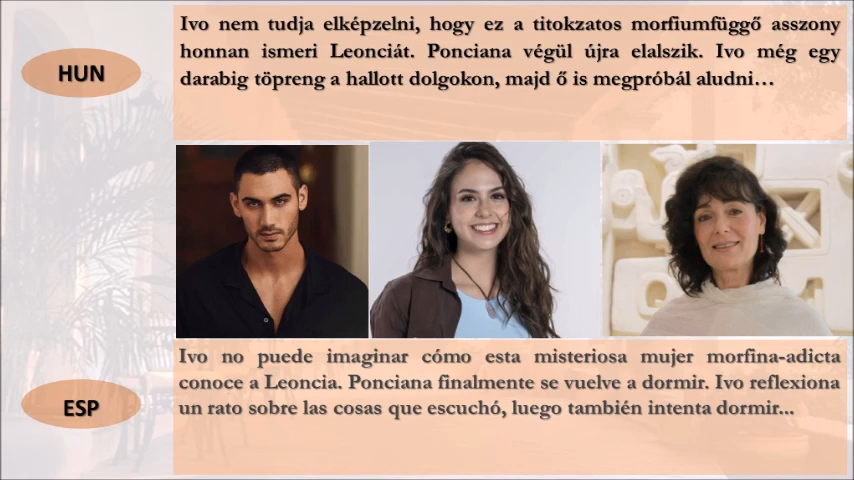 HUN
Ivo nem tudja elképzelni, hogy ez a titokzatos morfiumfüggő asszony
honnan ismeri Leonciát. Ponciana végül újra elalszik. Ivo még egy
darabig töpreng a hallott dolgokon, majd ő is megpróbál aludni…
ESP
Ivo no puede imaginar cómo esta misteriosa mujer morfina-adicta
conoce a Leoncia. Ponciana finalmente se vuelve a dormir. Ivo reflexiona
un rato sobre las cosas que escuchó, luego también intenta dormir...